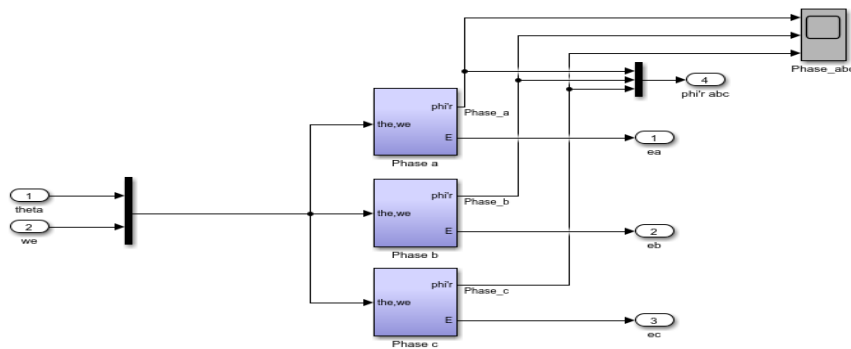 Phase_abc
4
phi'r abc
phi'r
Phase_a
the,we
E
1
Phase a
ea
1
theta
2
we
phi'r
Phase_b
the,we
E
2
Phase b
eb
phi'r
Phase_c
the,we
E
3
Phase c
ec